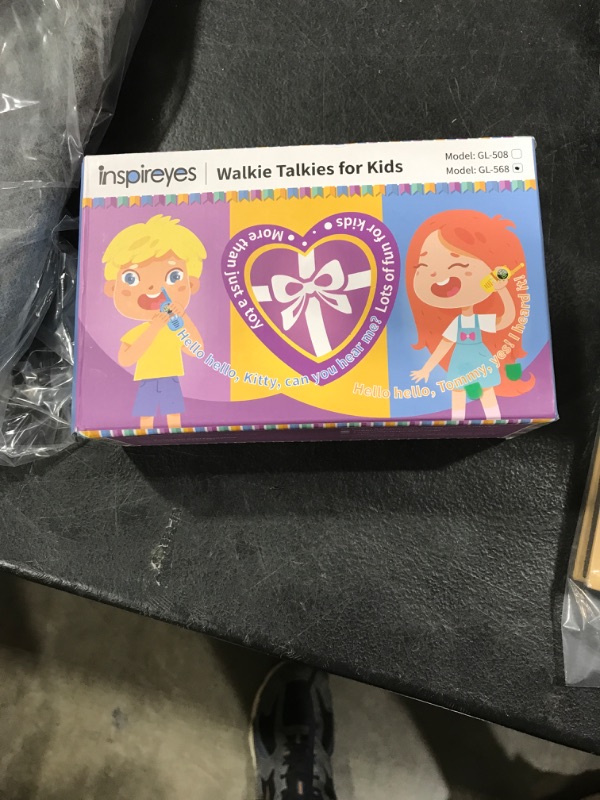 inspireyes | Walkie Talkies for Kids
Model: GL-508
Model: GL-568
More than just a toy
Lots of fun for kids
Hello hello, Kitty, can you hear me?
Hello hello, Tommy, yes! I heard it!